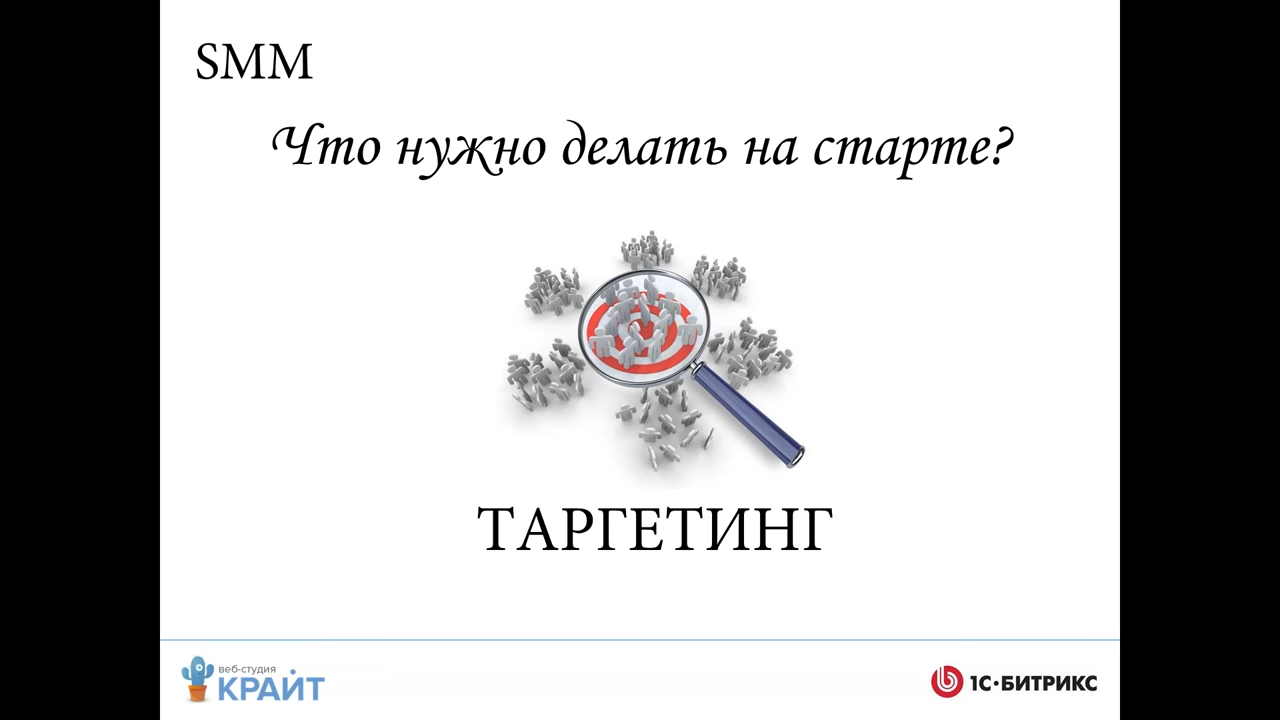 SMM
Что нужно делать на старте?
ТАРГЕТИНГ
веб-студия
КРАЙТ
1С·БИТРИКС